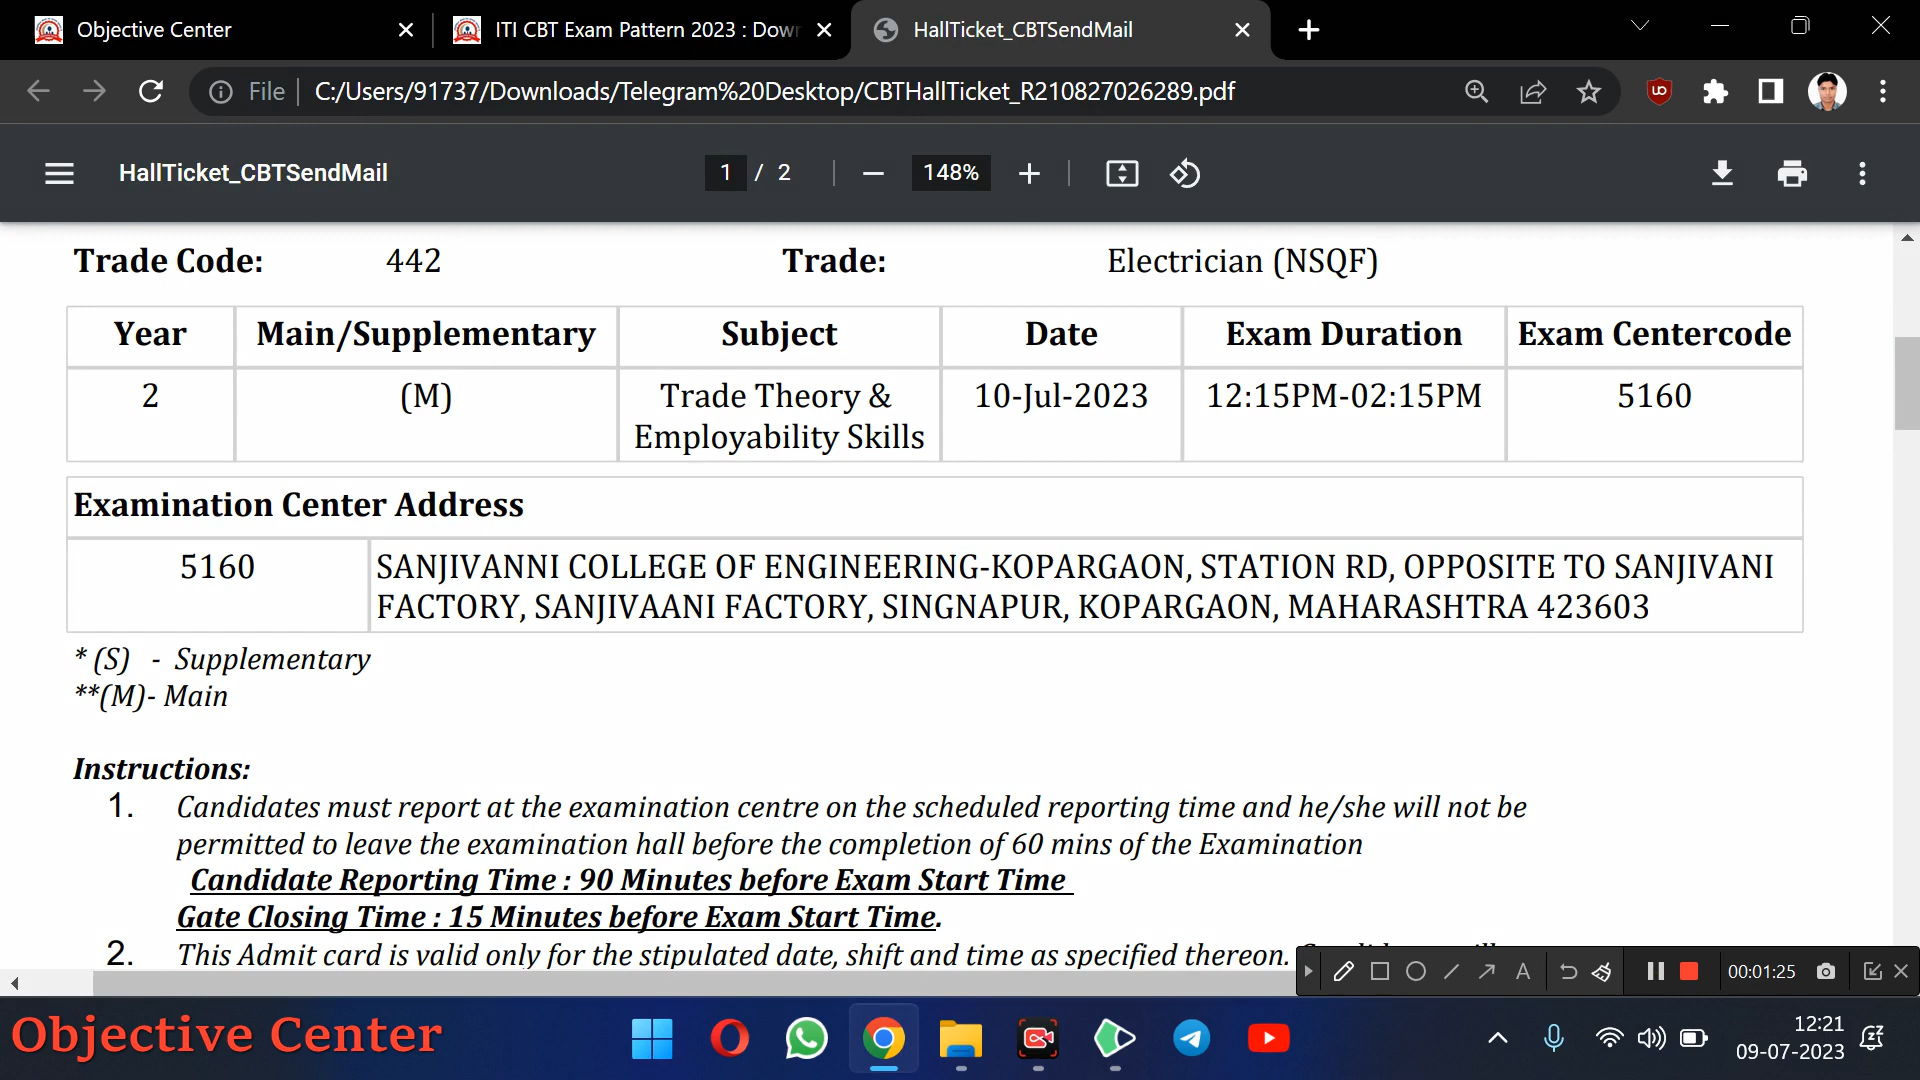 Objective Center
ITI CBT Exam Pattern 2023 : Dow
HallTicket_CBTSendMail
File
C:/Users/91737/Downloads/Telegram%20Desktop/CBTHallTicket_R210827026289.pdf
HallTicket_CBTSendMail
1 / 2
148%
Trade Code: 442 Trade: Electrician (NSQF)
Year Main/Supplementary Subject Date Exam Duration Exam Centercode
2 (M) Trade Theory & 10-Jul-2023 12:15PM-02:15PM 5160
Employability Skills
Examination Center Address
5160 SANJIVANNI COLLEGE OF ENGINEERING-KOPARGAON, STATION RD, OPPOSITE TO SANJIVANI
FACTORY, SANJIVAANI FACTORY, SINGNAPUR, KOPARGAON, MAHARASHTRA 423603
* (S) - Supplementary
**(M)- Main
Instructions:
1. Candidates must report at the examination centre on the scheduled reporting time and he/she will not be
permitted to leave the examination hall before the completion of 60 mins of the Examination
Candidate Reporting Time : 90 Minutes before Exam Start Time
Gate Closing Time : 15 Minutes before Exam Start Time.
2. This Admit card is valid only for the stipulated date, shift and time as specified thereon.
A
00:01:25
Objective Center
12:21
09-07-2023